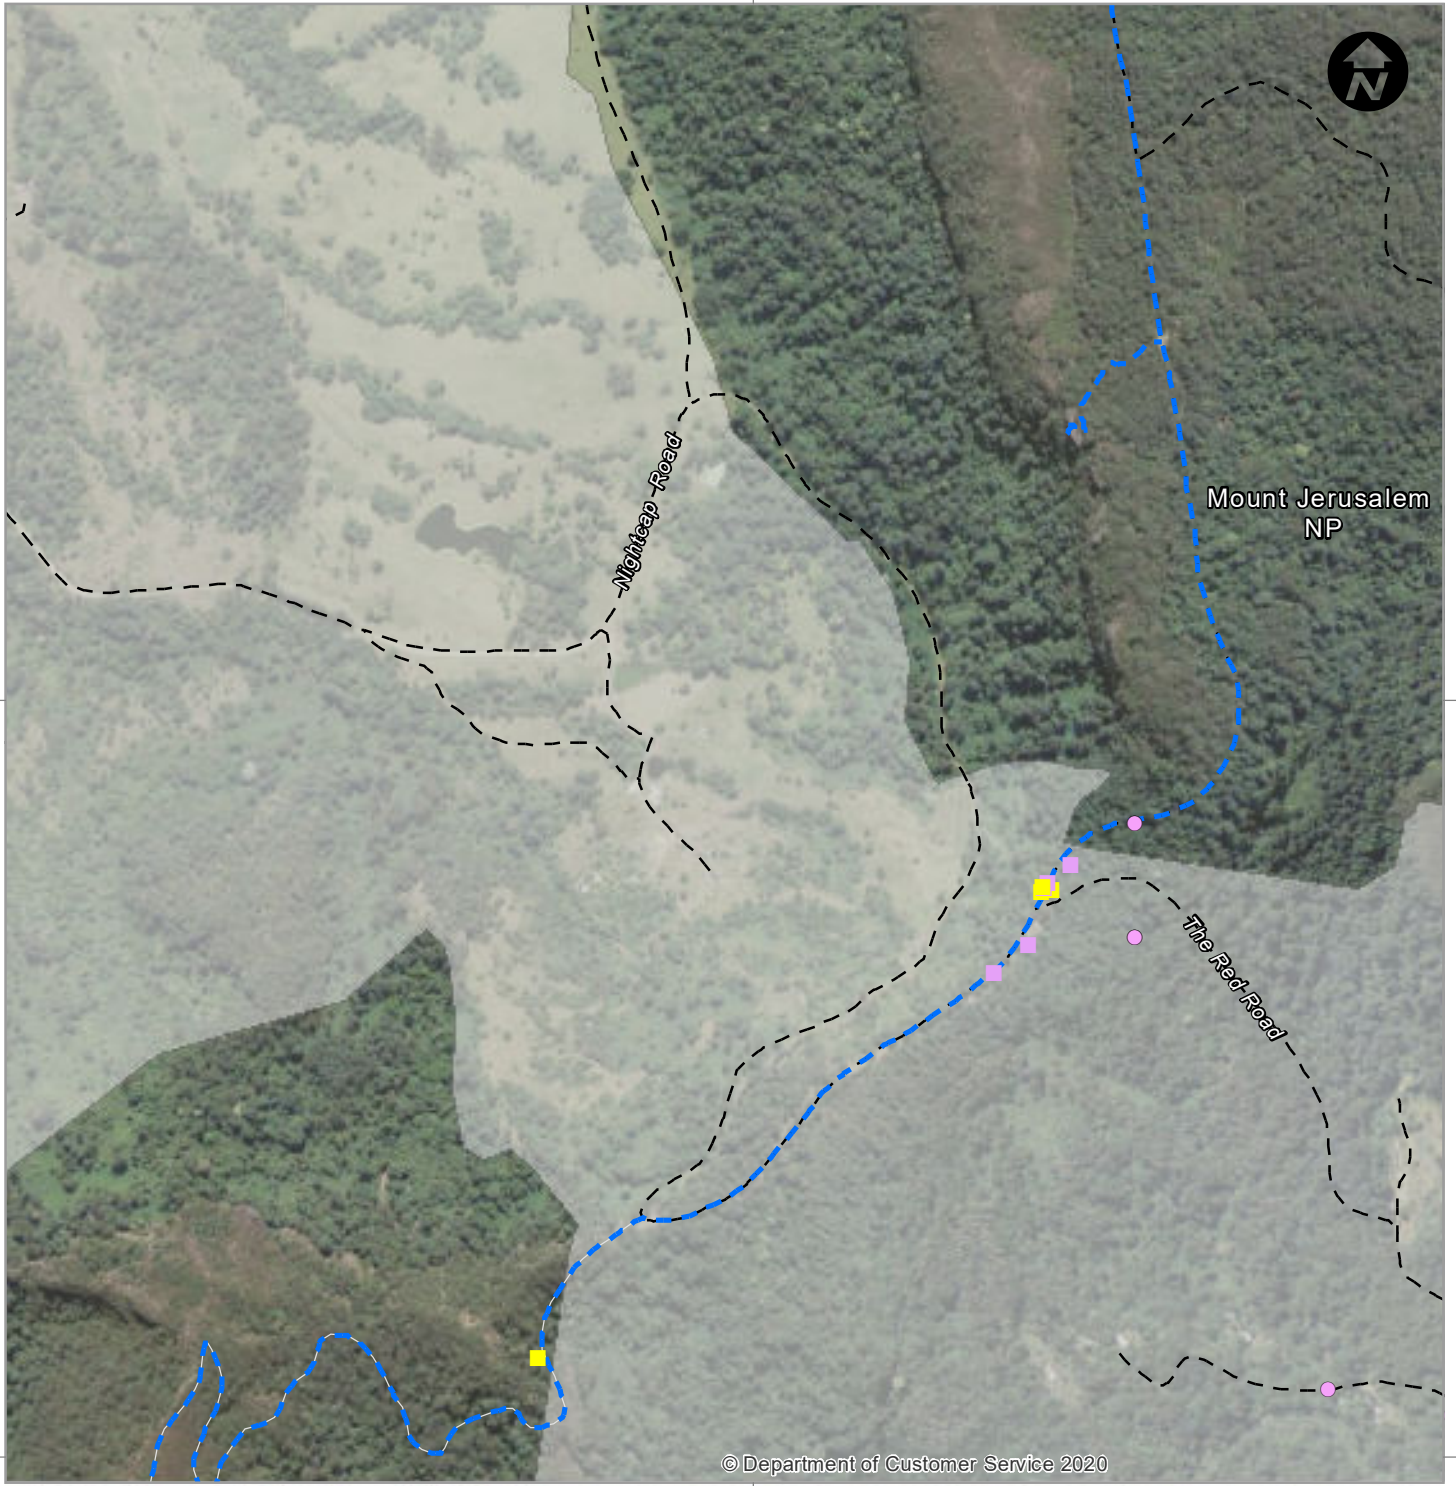 N
Nightcap Road
Mount Jerusalem
NP
The Red Road
© Department of Customer Service 2020